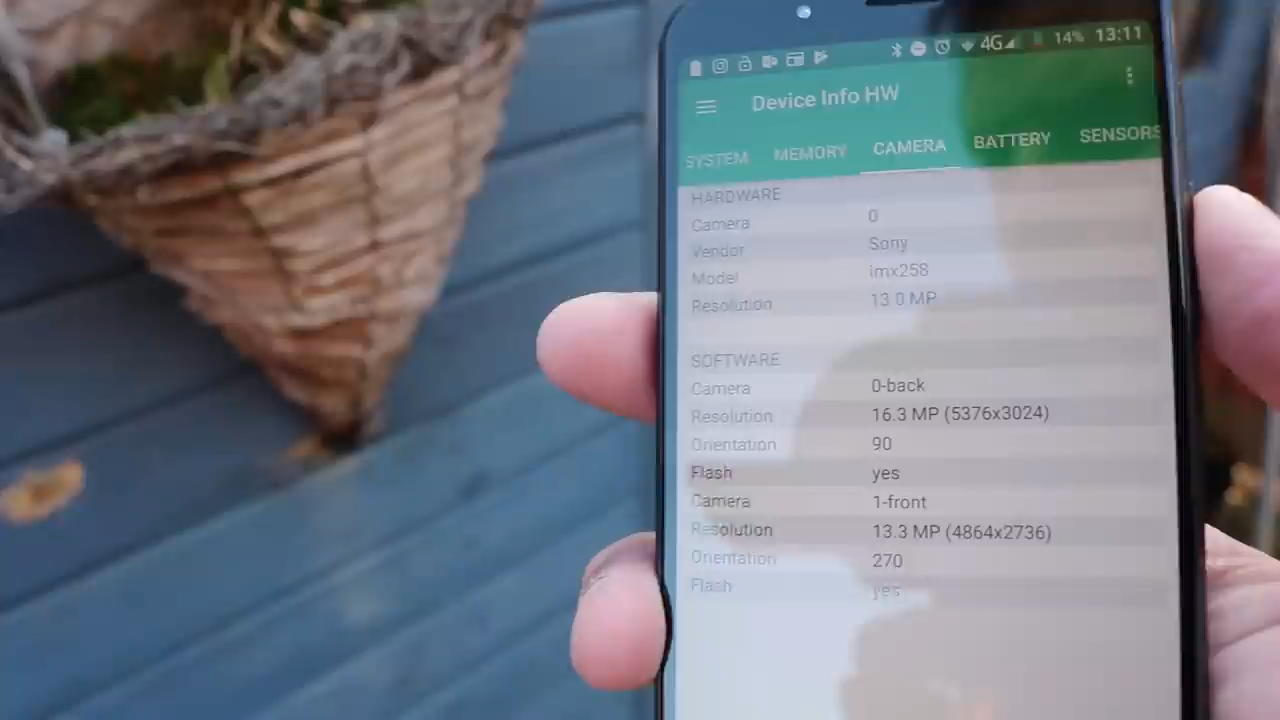 4G 14% 13:11
Device Info HW
SYSTEM MEMORY CAMERA BATTERY SENSORS
HARDWARE
Camera 0
Vendor Sony
Model imx258
Resolution 13.0 MP
SOFTWARE
Camera 0-back
Resolution 16.3 MP (5376x3024)
Orientation 90
Flash yes
Camera 1-front
Resolution 13.3 MP (4864x2736)
Orientation 270
Flash yes